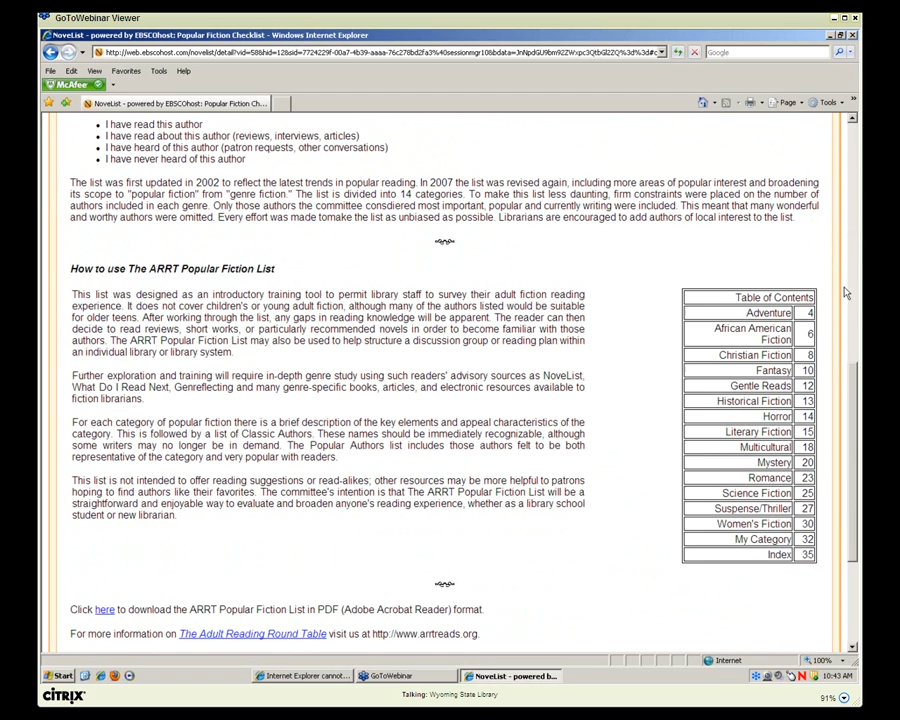 GoToWebinar Viewer
NoveList - powered by EBSCOhost: Popular Fiction Checklist - Windows Internet Explorer
Google
File Edit View Favorites Tools Help
McAfee
NoveList - powered by EBSCOhost: Popular Fiction Ch...
Page Tools
I have read this author
I have read about this author (reviews, interviews, articles)
I have heard of this author (patron requests, other conversations)
I have never heard of this author
The list was first updated in 2002 to reflect the latest trends in popular reading. In 2007 the list was revised again, including more areas of popular interest and broadening
its scope to "popular fiction" from "genre fiction." The list is divided into 14 categories. To make this list less daunting, firm constraints were placed on the number of
authors included in each genre. Only those authors the committee consdiered most important, popular and currently writing were included. This meant that many wonderful
and worthy authors were omitted. Every effort was made tomake the list as unbiased as possible. Librarians are encouraged to add authors of local interest to the list.
How to use The ARRT Popular Fiction List
This list was designed as an introductory training tool to permit library staff to survey their adult fiction reading
experience. It does not cover children's or young adult fiction, although many of the authors listed would be suitable
for older teens. After working through the list, any gaps in reading knowledge will be apparent. The reader can then
decide to read reviews, short works, or particularly recommended novels in order to become familiar with those
authors. The ARRT Popular Fiction List may also be used to help structure a discussion group or reading plan within
an individual library or library system.
Further exploration and training will require in-depth genre study using such readers' advisory sources as NoveList,
What Do I Read Next, Genreflecting and many genre-specific books, articles, and electronic resources available to
fiction librarians.
For each category of popular fiction there is a brief description of the key elements and appeal characteristics of the
category. This is followed by a list of Classic Authors. These names should be immediately recognizable, although
some writers may no longer be in demand. The Popular Authors list includes those authors felt to be both
representative of the category and very popular with readers.
This list is not intended to offer reading suggestions or read-alikes; other resources may be more helpful to patrons
hoping to find authors like their favorites. The committee's intention is that The ARRT Popular Fiction List will be a
straightforward and enjoyable way to evaluate and broaden anyone's reading experience, whether as a library school
student or new librarian.
Table of Contents
Adventure 4
African American
Fiction 6
Christian Fiction 8
Fantasy 10
Gentle Reads 12
Historical Fiction 13
Horror 14
Literary Fiction 15
Multicultural 18
Mystery 20
Romance 23
Science Fiction 25
Suspense/Thriller 27
Women's Fiction 30
My Category 32
Index 35
Click here to download the ARRT Popular Fiction List in PDF (Adobe Acrobat Reader) format.
For more information on The Adult Reading Round Table visit us at http://www.arrtreads.org.
Internet 100%
Start Internet Explorer cannot... GoToWebinar NoveList - powered b... 10:43 AM
CITRIX Talking: Wyoming State Library 91%